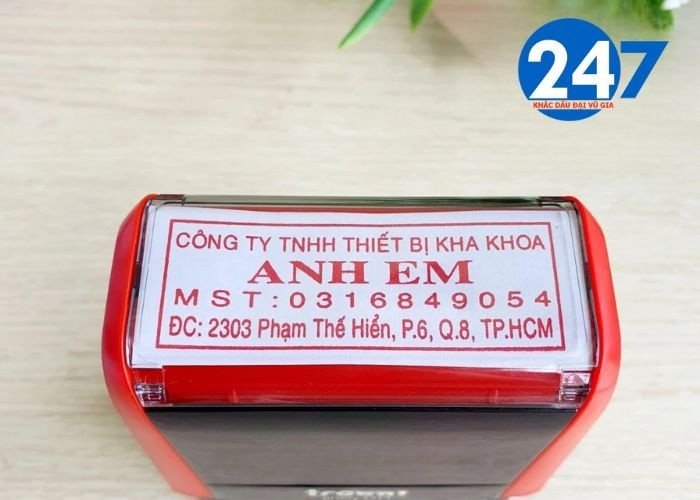 247
KHẮC DẤU ĐẠI VŨ GIA
CÔNG TY TNHH THIẾT BỊ KHA KHOA
ANH EM
MST:0316849054
ĐC: 2303 Phạm Thế Hiển, P.6, Q.8, TP.HCM